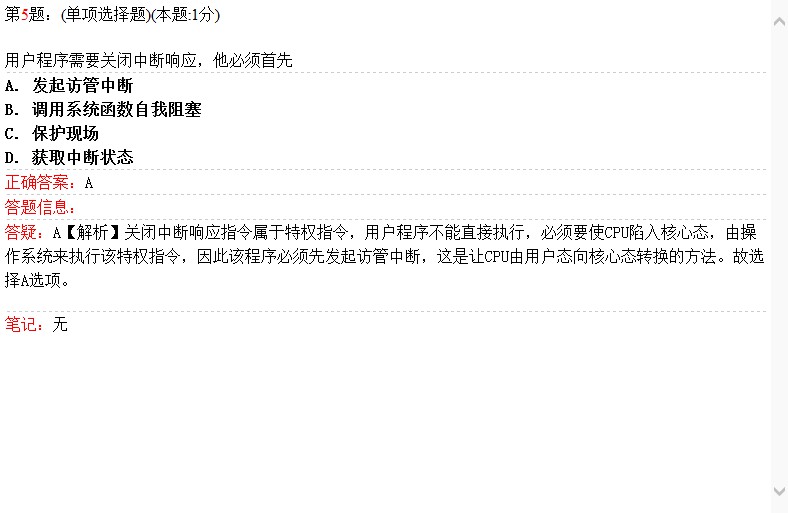 第5题：(单项选择题)(本题:1分)
用户程序需要关闭中断响应，他必须首先
A. 发起访管中断
B. 调用系统函数自我阻塞
C. 保护现场
D. 获取中断状态
正确答案：A
答题信息：
答疑：A【解析】关闭中断响应指令属于特权指令，用户程序不能直接执行，必须要使CPU陷入核心态，由操
作系统来执行该特权指令，因此该程序必须先发起访管中断，这是让CPU由用户态向核心态转换的方法。故选
择A选项。
笔记：无